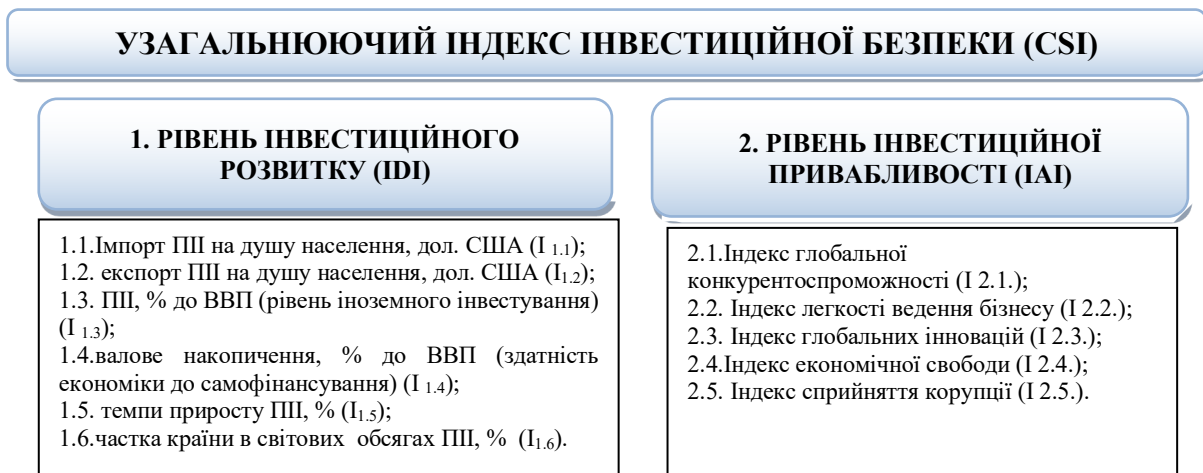 УЗАГАЛЬНЮЮЧИЙ ІНДЕКС ІНВЕСТИЦІЙНОЇ БЕЗПЕКИ (CSI)
1. РІВЕНЬ ІНВЕСТИЦІЙНОГО
РОЗВИТКУ (IDI)
1.1.Імпорт ПІІ на душу населення, дол. США (І 1.1);
1.2. експорт ПІІ на душу населення, дол. США (І1.2);
1.3. ПІІ, % до ВВП (рівень іноземного інвестування)
(І 1.3);
1.4.валове накопичення, % до ВВП (здатність
економіки до самофінансування) (І 1.4);
1.5. темпи приросту ПІІ, % (І1.5);
1.6.частка країни в світових обсягах ПІІ, % (І1.6).
2. РІВЕНЬ ІНВЕСТИЦІЙНОЇ
ПРИВАБЛИВОСТІ (IAI)
2.1.Індекс глобальної
конкурентоспроможності (І 2.1.);
2.2. Індекс легкості ведення бізнесу (І 2.2.);
2.3. Індекс глобальних інновацій (І 2.3.);
2.4.Індекс економічної свободи (І 2.4.);
2.5. Індекс сприйняття корупції (І 2.5.).